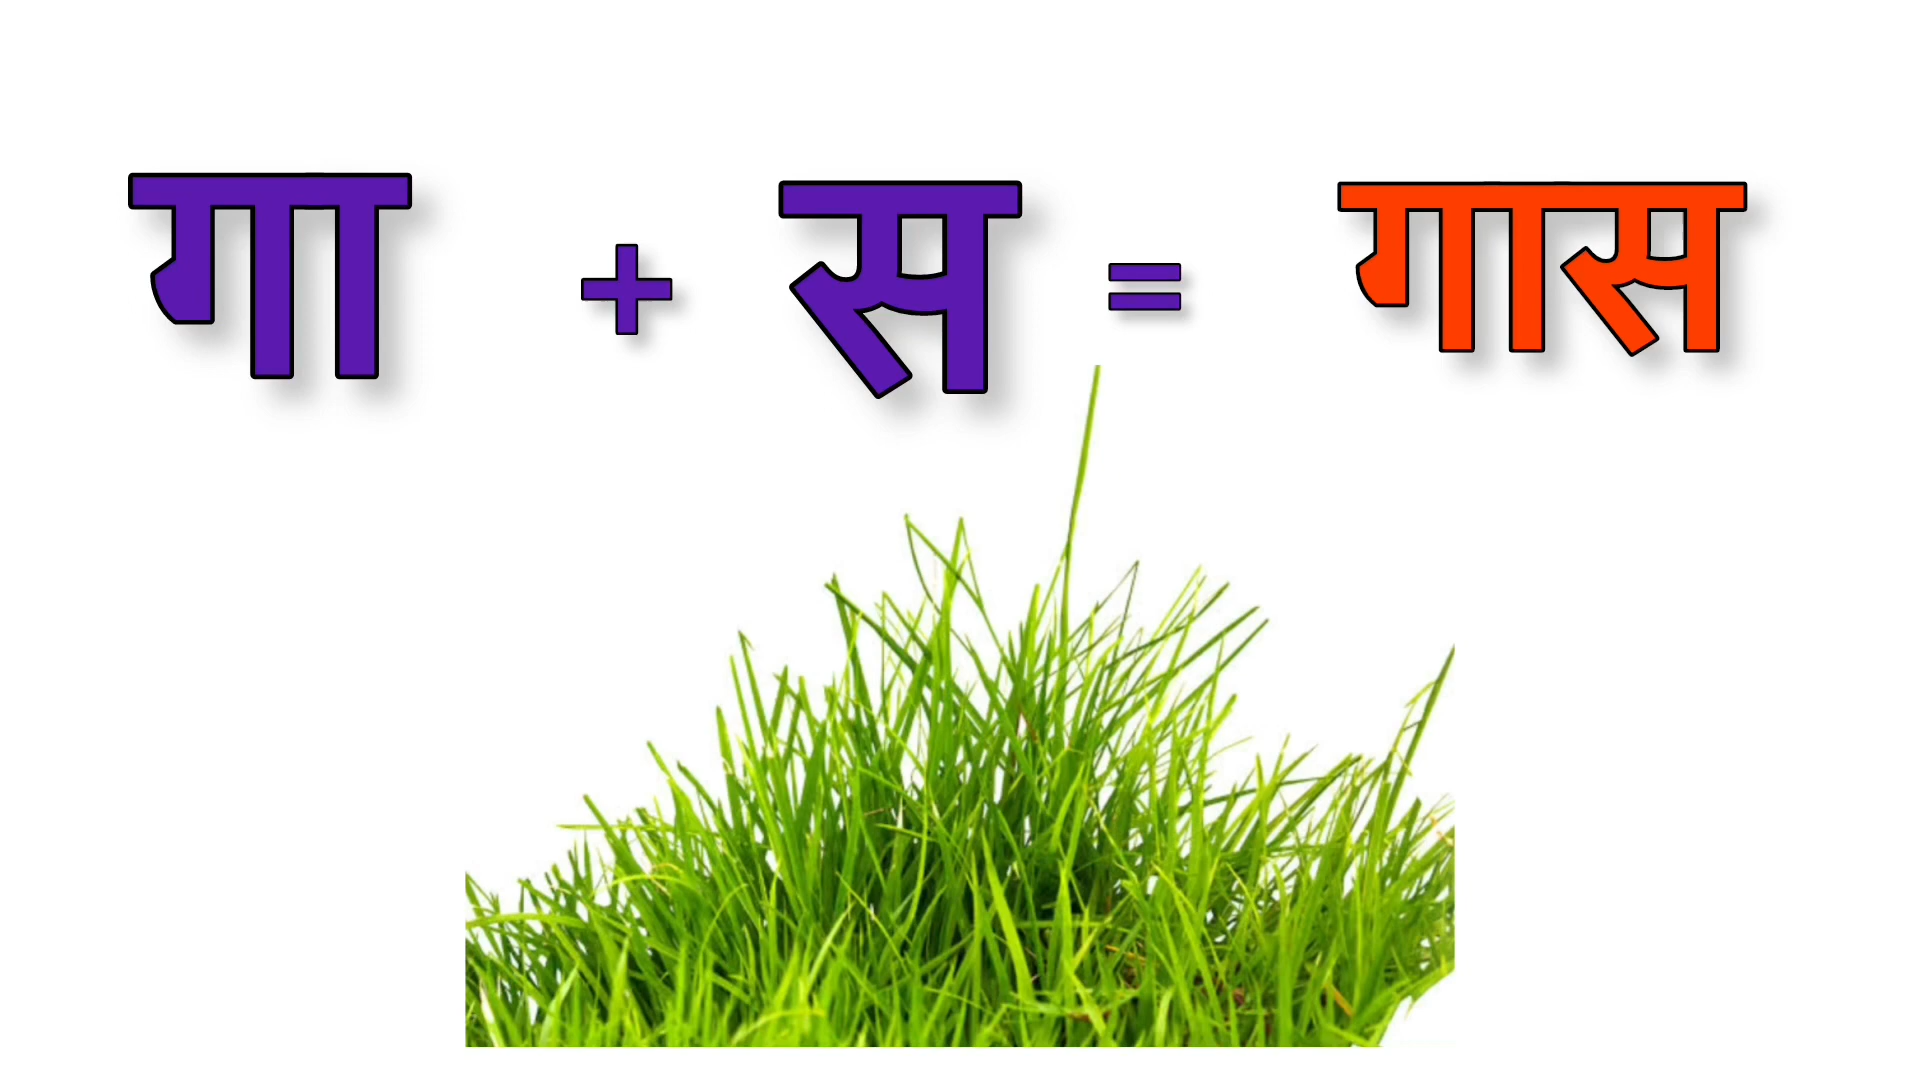 गा + स = गास